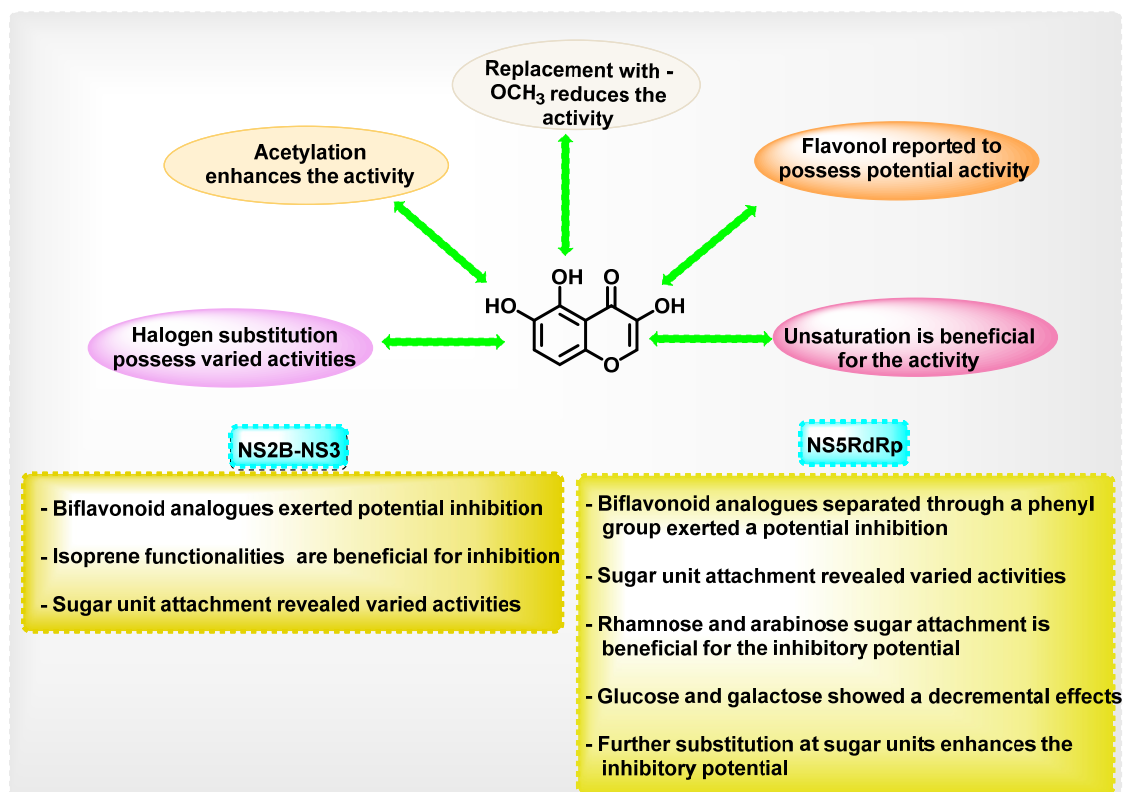 Replacement with -
OCH3 reduces the
activity
Acetylation
enhances the activity
Flavonol reported to
possess potential activity
OH
O
HO
OH
O
Halogen substitution
possess varied activities
Unsaturation is beneficial
for the activity
NS2B-NS3
- Biflavonoid analogues exerted potential inhibition
- Isoprene functionalities are beneficial for inhibition
- Sugar unit attachment revealed varied activities
NS5RdRp
- Biflavonoid analogues separated through a phenyl
group exerted a potential inhibition
- Sugar unit attachment revealed varied activities
- Rhamnose and arabinose sugar attachment is
beneficial for the inhibitory potential
- Glucose and galactose showed a decremental effects
- Further substitution at sugar units enhances the
inhibitory potential